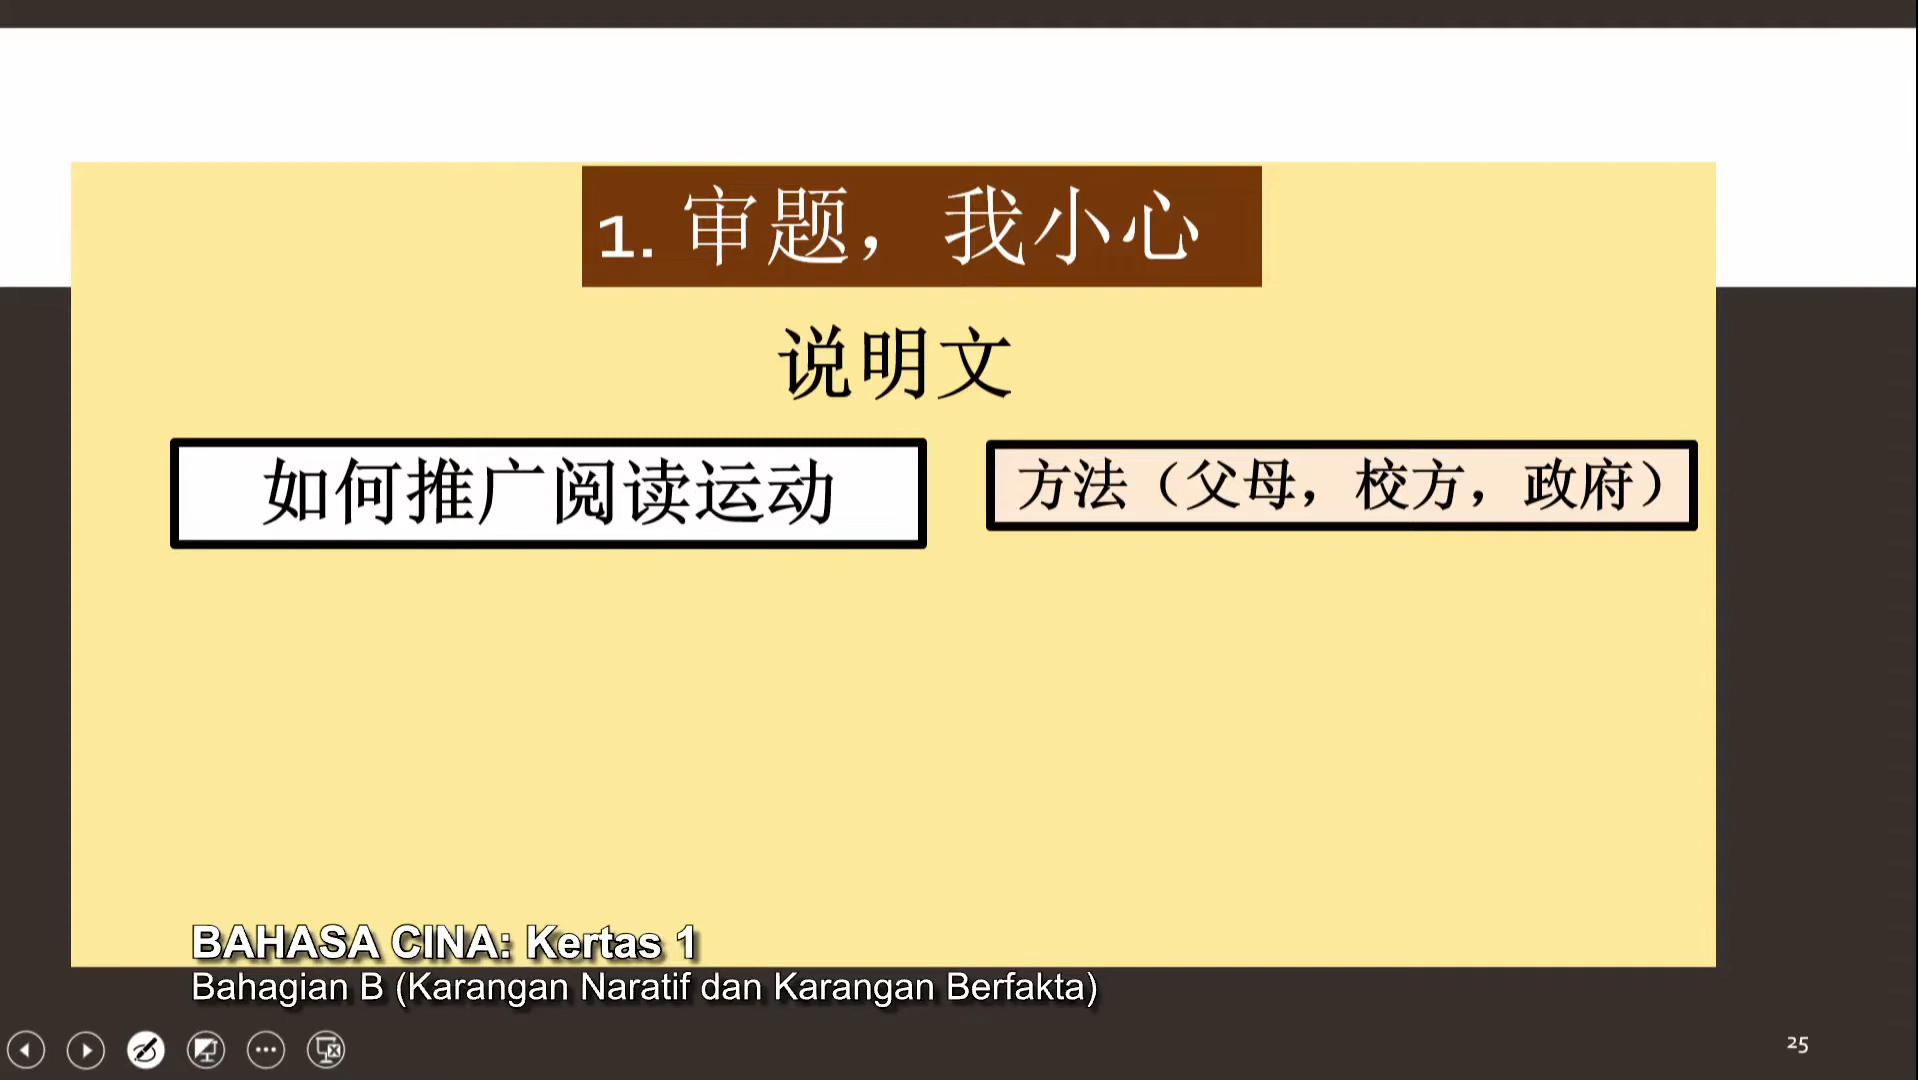 1. 审题，我小心
说明文
如何推广阅读运动
方法（父母，校方，政府）
BAHASA CINA: Kertas 1
Bahagian B (Karangan Naratif dan Karangan Berfakta)
25